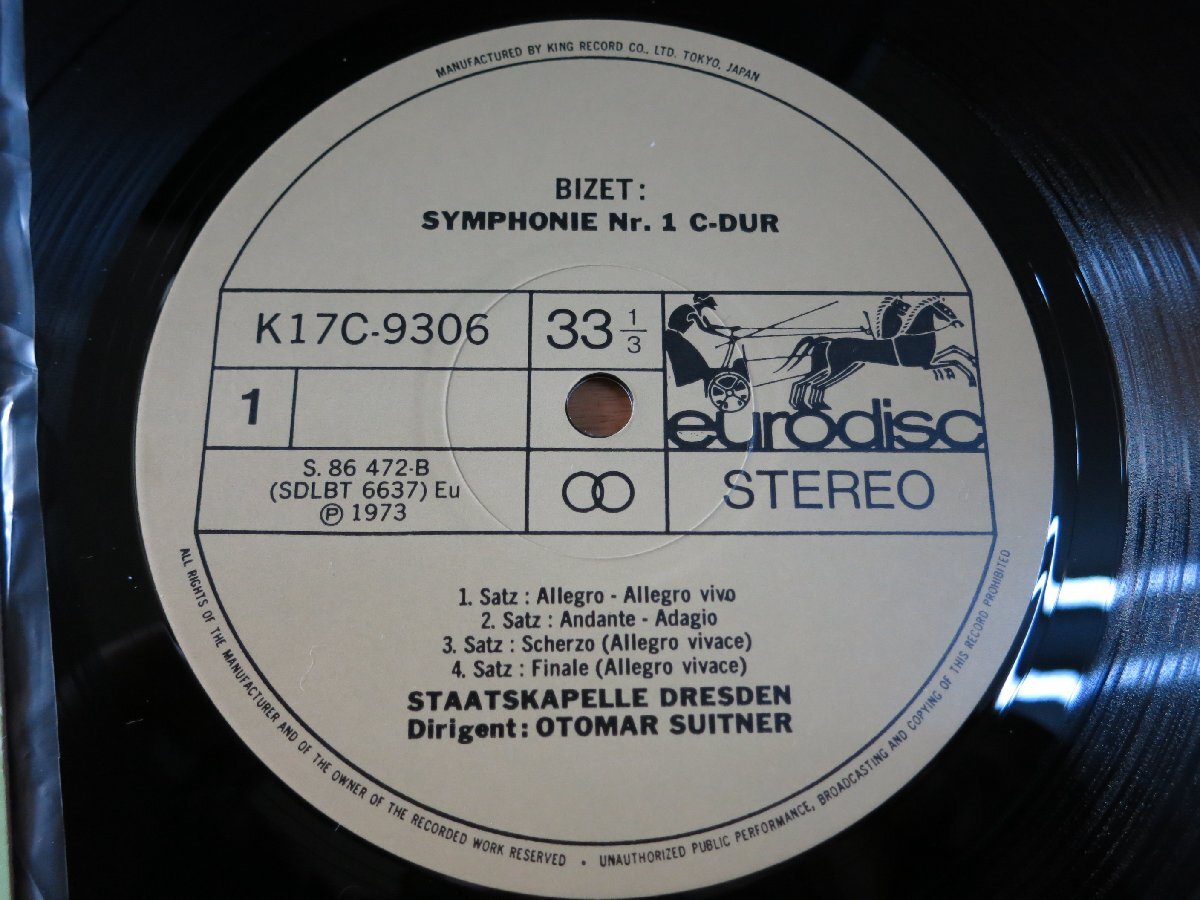 MANUFACTURED BY KING RECORD CO., LTD. TOKYO, JAPAN
BIZET:
SYMPHONIE Nr. 1 C-DUR
K17C-9306
33 1/3
1
eurodisc
S. 86 472-B
(SDLBT 6637) Eu
℗ 1973
STEREO
1. Satz : Allegro - Allegro vivo
2. Satz : Andante - Adagio
3. Satz : Scherzo (Allegro vivace)
4. Satz : Finale (Allegro vivace)
STAATSKAPELLE DRESDEN
Dirigent: OTOMAR SUITNER
ALL RIGHTS OF THE MANUFACTURER AND OF THE OWNER OF THE RECORDED WORK RESERVED • UNAUTHORIZED PUBLIC PERFORMANCE, BROADCASTING AND COPYING OF THIS RECORD PROHIBITED